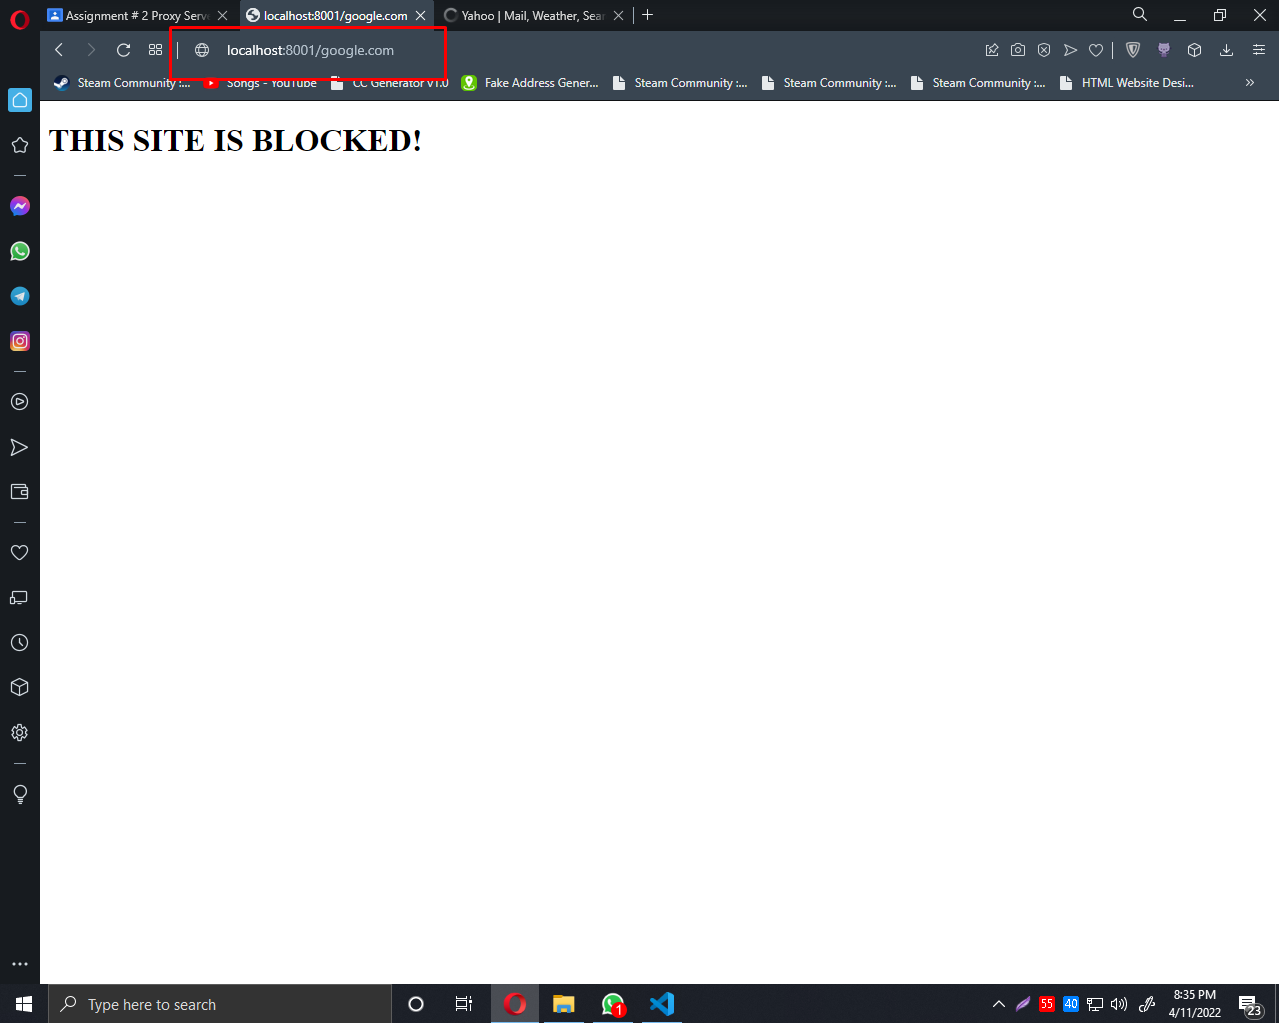 Assignment # 2 Proxy Serve
localhost:8001/google.com
Yahoo | Mail, Weather, Sear
localhost:8001/google.com
Steam Community :...
Songs - YouTube
CC Generator v1.0
Fake Address Gener...
Steam Community :...
Steam Community :...
Steam Community :...
HTML Website Desi...
THIS SITE IS BLOCKED!
Type here to search
1
55
40
8:35 PM
4/11/2022
23